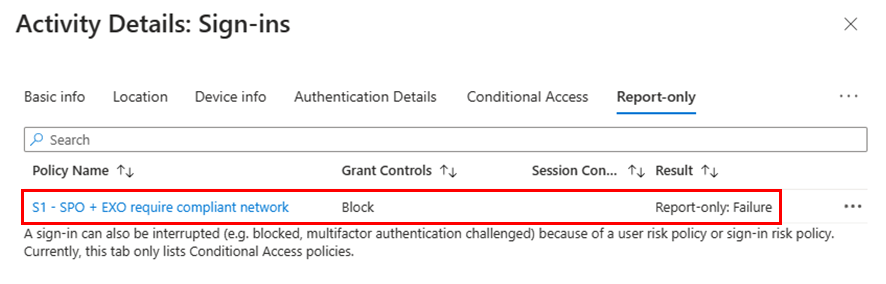 Activity Details: Sign-ins
Basic info Location Device info Authentication Details Conditional Access Report-only ...
Search
Policy Name ↑↓ Grant Controls ↑↓ Session Con... ↑↓ Result ↑↓
S1 - SPO + EXO require compliant network Block Report-only: Failure ...
A sign-in can also be interrupted (e.g. blocked, multifactor authentication challenged) because of a user risk policy or sign-in risk policy.
Currently, this tab only lists Conditional Access policies.